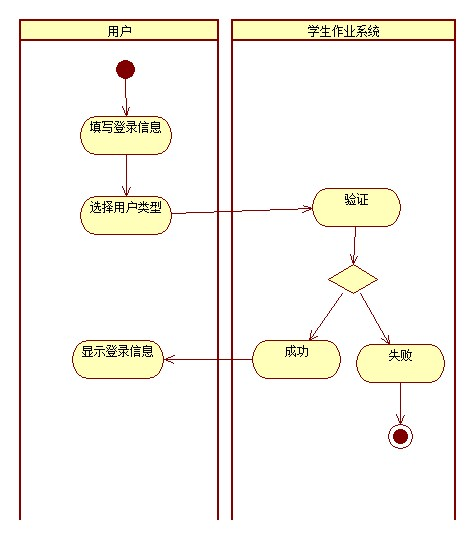 用户
学生作业系统
填写登录信息
选择用户类型
验证
显示登录信息
成功
失败